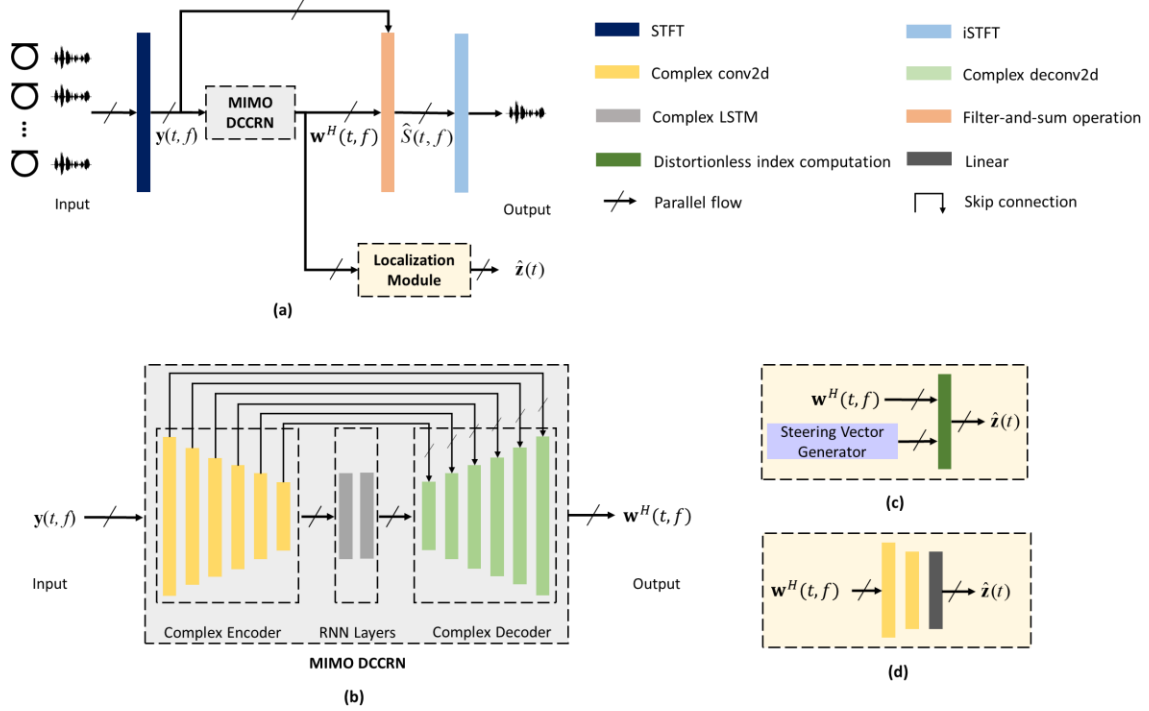 STFT
iSTFT
Complex conv2d
Complex deconv2d
Complex LSTM
Filter-and-sum operation
Distortionless index computation
Linear
Parallel flow
Skip connection
MIMO
DCCRN
𝐲(t, f)
𝐰^H(t, f)
Ŝ(t, f)
...
Input
Output
Localization
Module
ẑ(t)
(a)
𝐲(t, f)
𝐰^H(t, f)
Input
Output
Complex Encoder
RNN Layers
Complex Decoder
MIMO DCCRN
(b)
𝐰^H(t, f)
Steering Vector
Generator
ẑ(t)
(c)
𝐰^H(t, f)
ẑ(t)
(d)